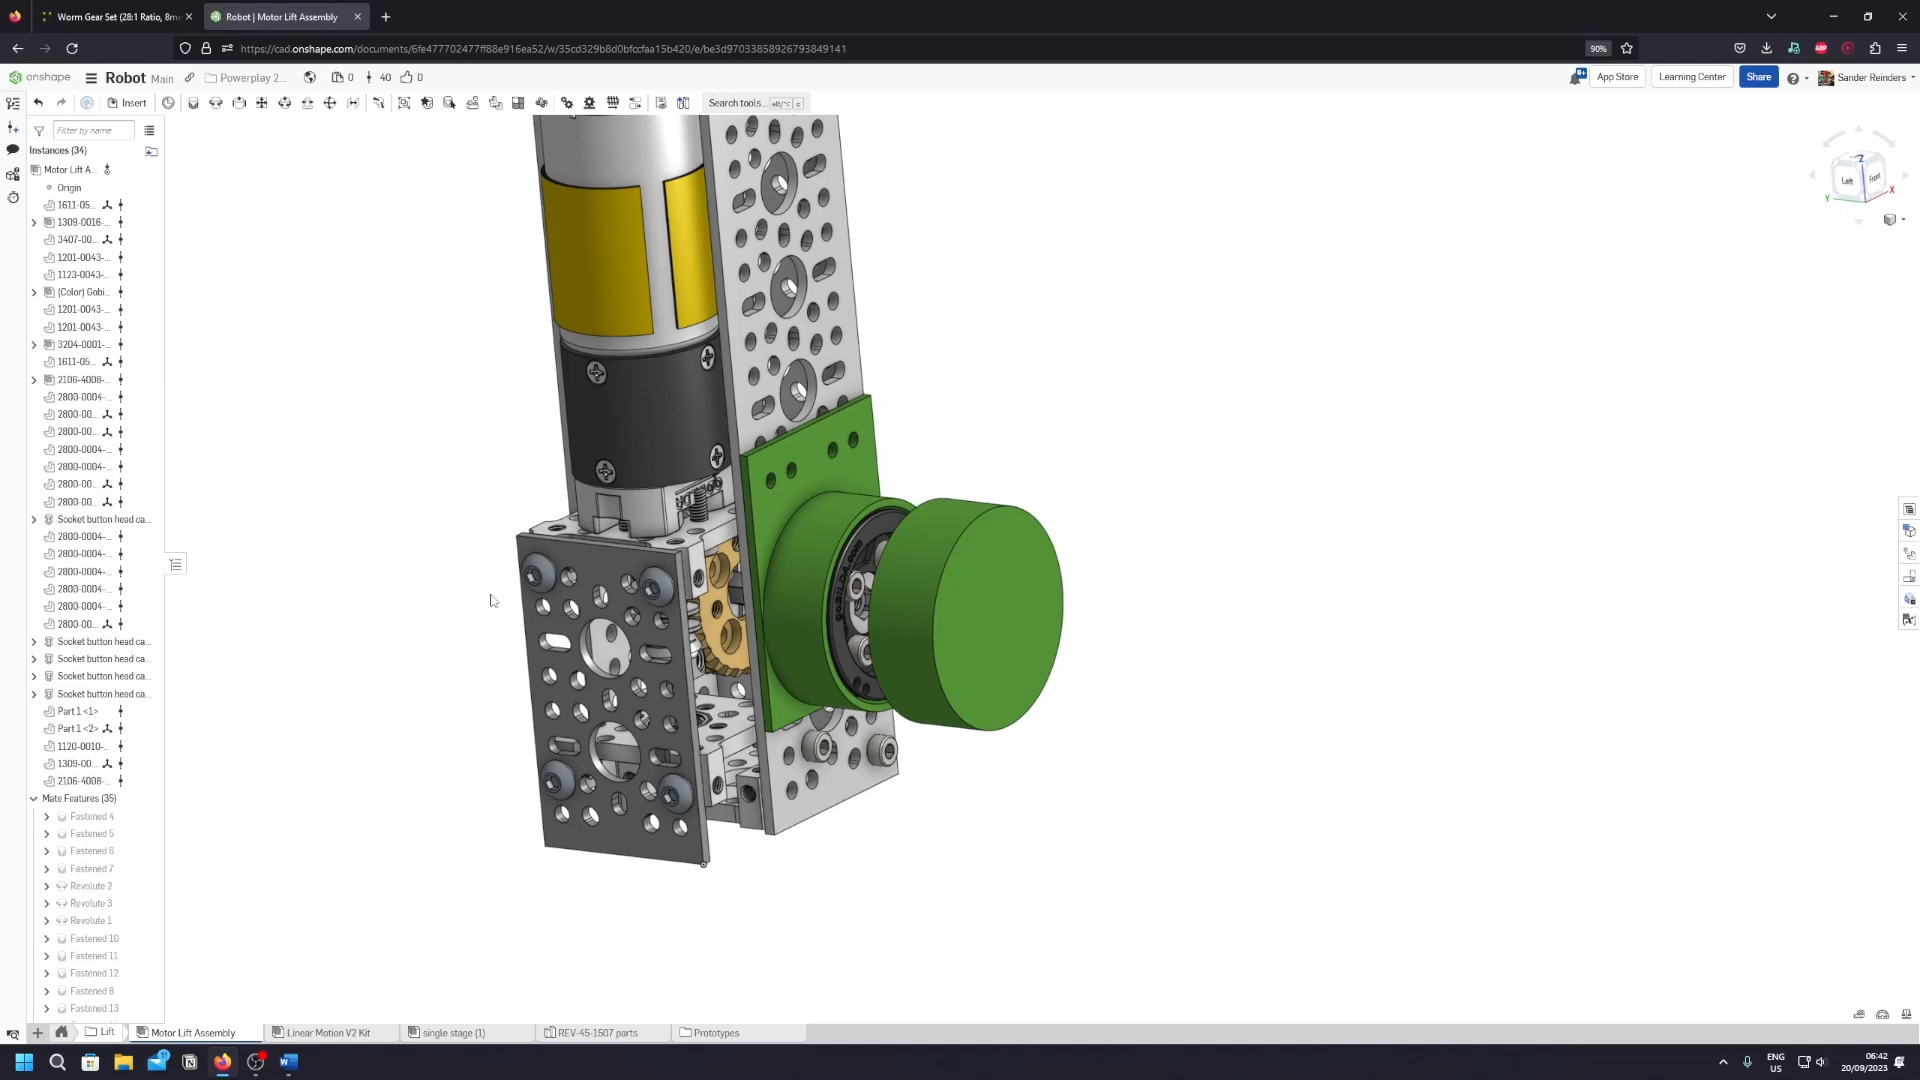 Worm Gear Set (28:1 Ratio, 8mm
Robot | Motor Lift Assembly
https://cad.onshape.com/documents/6fe477702477ff88e916ea52/w/35cd329b8d0bfccfaa15b420/e/be3d97033858926793849141
90%
onshape
Robot Main
Powerplay 2...
0
40
0
App Store
Learning Center
Share
Sander Reinders
Insert
Search tools...
alt/⌥ c
Filter by name
Instances (34)
Motor Lift A...
Origin
1611-05...
1309-0016-...
3407-00...
1201-0043-...
1123-0043-...
(Color) Gobi...
1201-0043-...
1201-0043-...
3204-0001-...
1611-05...
2106-4008-...
2800-0004-...
2800-00...
2800-00...
2800-0004-...
2800-0004-...
2800-00...
2800-00...
Socket button head ca...
2800-0004-...
2800-0004-...
2800-0004-...
2800-0004-...
2800-0004-...
2800-00...
Socket button head ca...
Socket button head ca...
Socket button head ca...
Socket button head ca...
Part 1 <1>
Part 1 <2>
1120-0010-...
1309-00...
2106-4008-...
Mate Features (35)
Fastened 4
Fastened 5
Fastened 6
Fastened 7
Revolute 2
Revolute 3
Revolute 1
Fastened 10
Fastened 11
Fastened 12
Fastened 8
Fastened 13
goBILDA.com
Z
Left
Front
X
Y
Lift
Motor Lift Assembly
Linear Motion V2 Kit
single stage (1)
REV-45-1507 parts
Prototypes
ENG
US
06:42
20/09/2023